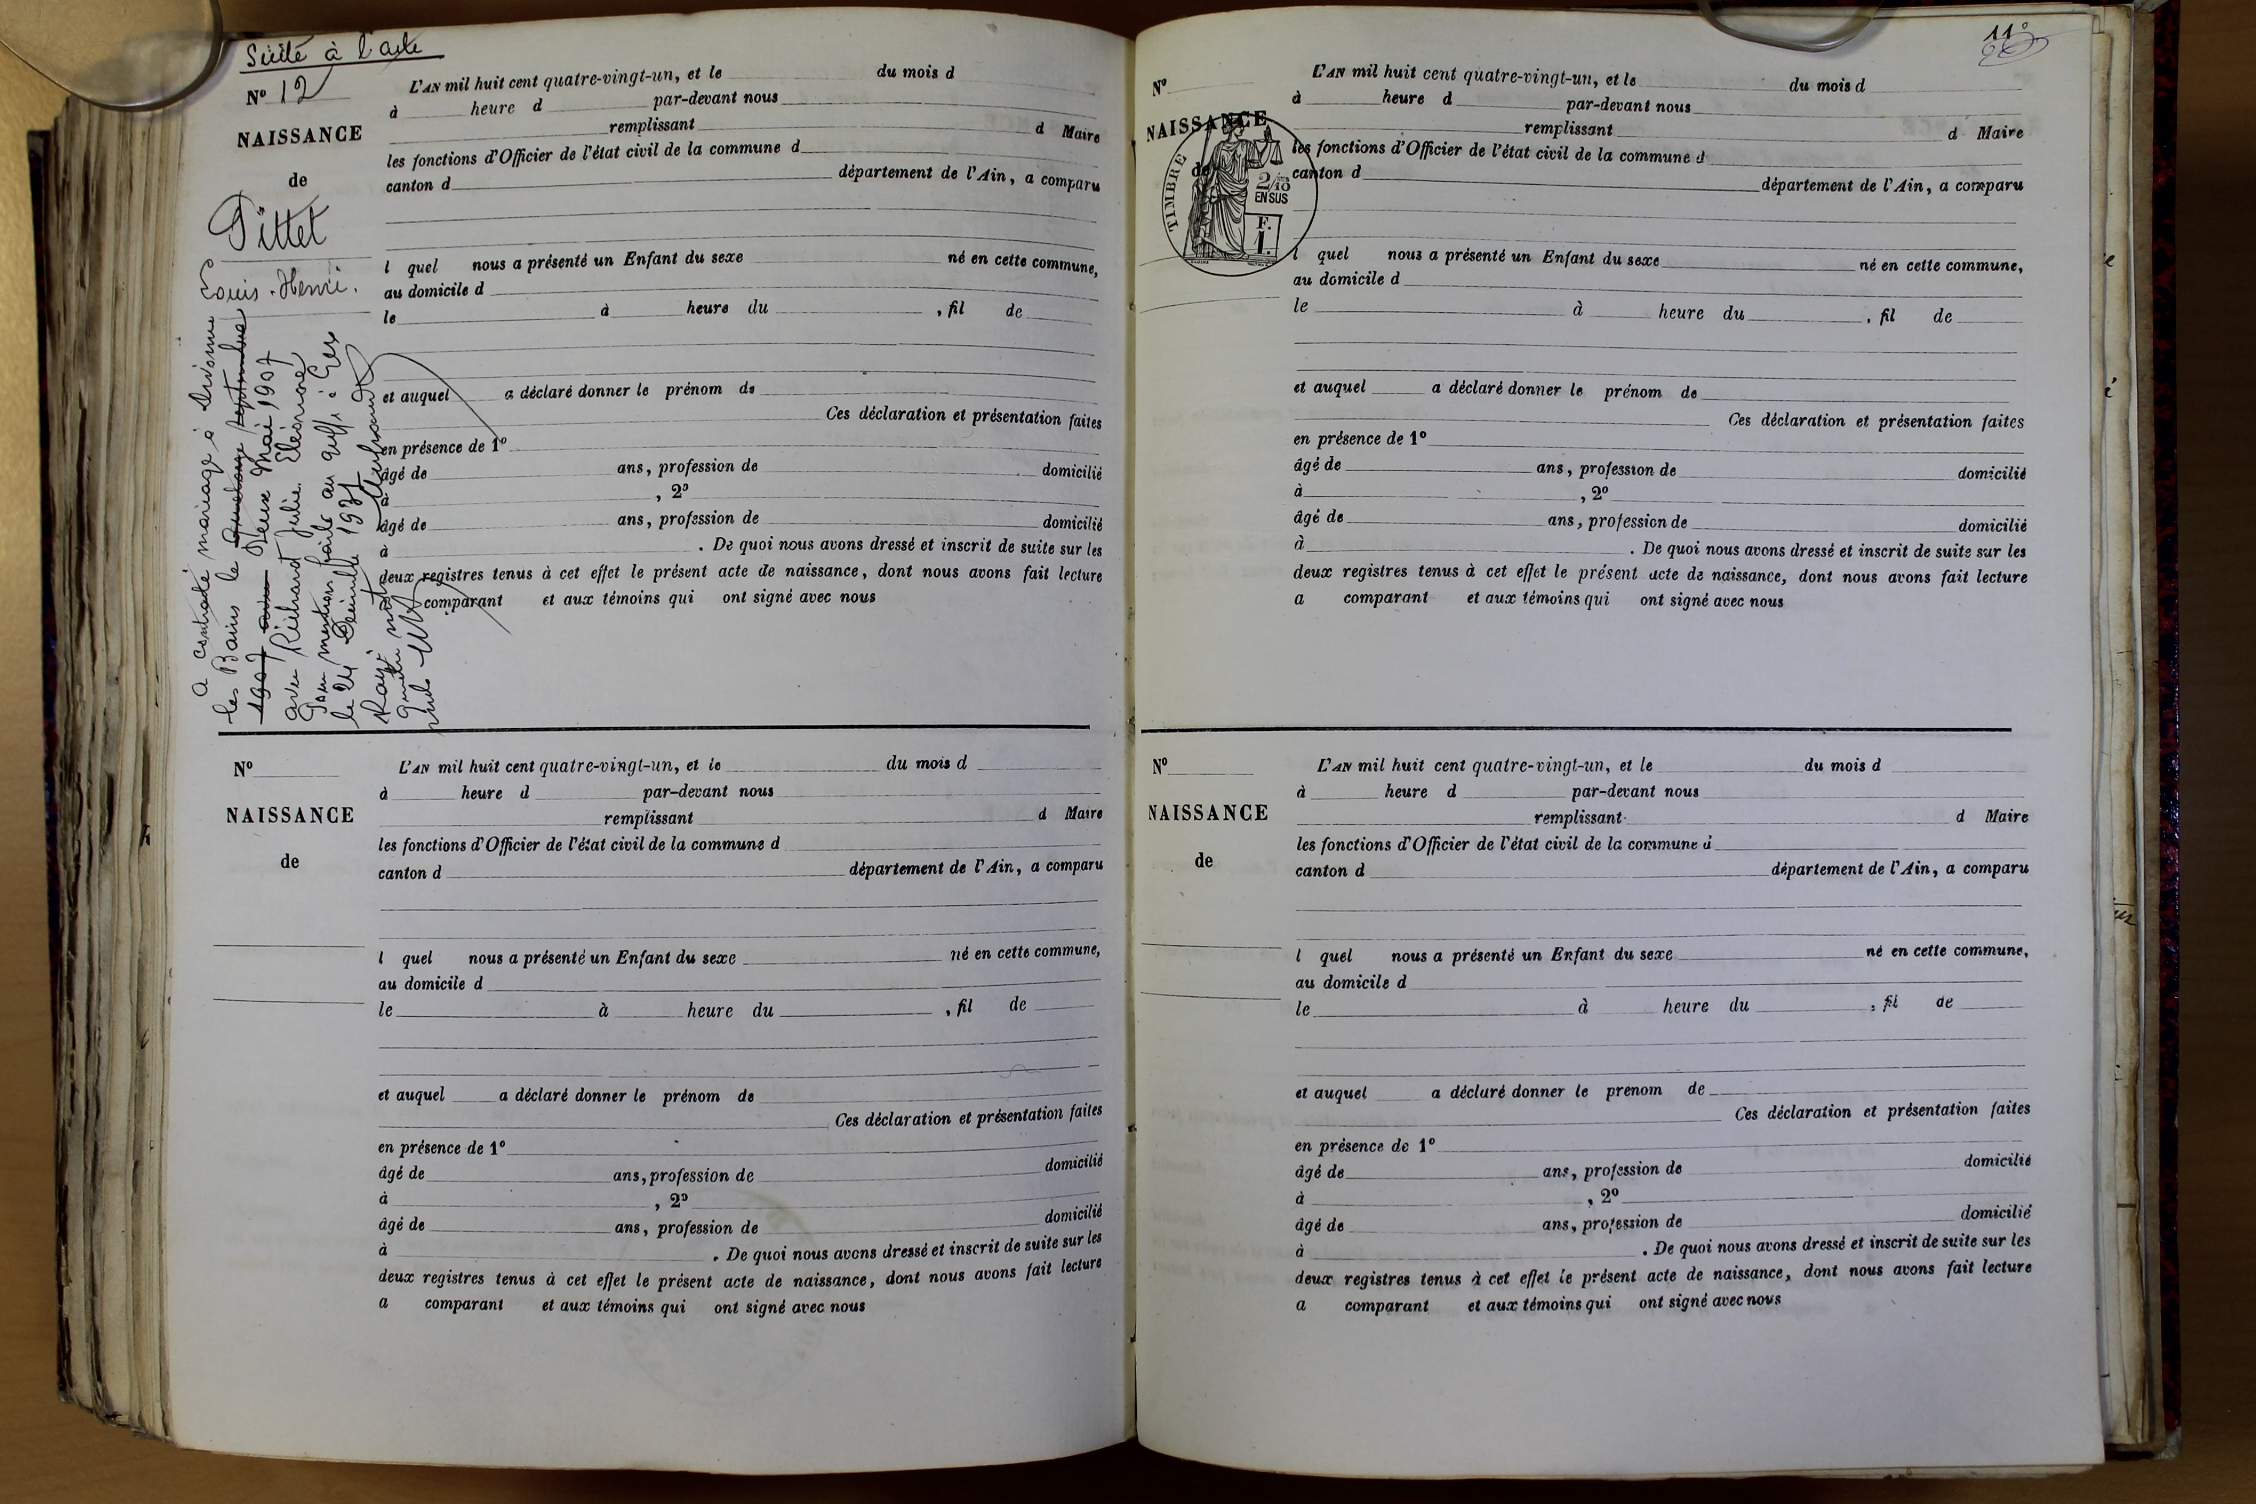 Suite à l'acte
N° 12
NAISSANCE
de
Pittet
Louis-Henri.
A contracté mariage à Divonne
les Bains le quatorze septembre
1907 Deux Mai 1907
avec Richard Julie Eléonore
pour mention faite au greffe à Gex
le 24 Décembre 1937
Rayé
L'AN mil huit cent quatre-vingt-un, et le du mois d
à heure d par-devant nous
remplissant d Maire
les fonctions d'Officier de l'état civil de la commune d
canton d département de l'Ain, a comparu
l quel nous a présenté un Enfant du sexe né en cette commune,
au domicile d
le à heure du , fil de
et auquel a déclaré donner le prénom de
Ces déclaration et présentation faites
en présence de 1°
âgé de ans, profession de domicilié
à , 2°
âgé de ans, profession de domicilié
à . De quoi nous avons dressé et inscrit de suite sur les
deux registres tenus à cet effet le présent acte de naissance, dont nous avons fait lecture
comparant et aux témoins qui ont signé avec nous
N°
NAISSANCE
de
L'AN mil huit cent quatre-vingt-un, et le du mois d
à heure d par-devant nous
remplissant d Maire
les fonctions d'Officier de l'état civil de la commune d
canton d département de l'Ain, a comparu
l quel nous a présenté un Enfant du sexe né en cette commune,
au domicile d
le à heure du , fil de
et auquel a déclaré donner le prénom de
Ces déclaration et présentation faites
en présence de 1°
âgé de ans, profession de domicilié
à , 2°
âgé de ans, profession de domicilié
à . De quoi nous avons dressé et inscrit de suite sur les
deux registres tenus à cet effet le présent acte de naissance, dont nous avons fait lecture
a comparant et aux témoins qui ont signé avec nous
11
N°
NAISSANCE
de
TIMBRE
2/10
EN SUS
F.
1.
L'AN mil huit cent quatre-vingt-un, et le du mois d
à heure d par-devant nous
remplissant d Maire
les fonctions d'Officier de l'état civil de la commune d
canton d département de l'Ain, a comparu
l quel nous a présenté un Enfant du sexe né en cette commune,
au domicile d
le à heure du , fil de
et auquel a déclaré donner le prénom de
Ces déclaration et présentation faites
en présence de 1°
âgé de ans, profession de domicilié
à , 2°
âgé de ans, profession de domicilié
à . De quoi nous avons dressé et inscrit de suite sur les
deux registres tenus à cet effet le présent acte de naissance, dont nous avons fait lecture
a comparant et aux témoins qui ont signé avec nous
N°
NAISSANCE
de
L'AN mil huit cent quatre-vingt-un, et le du mois d
à heure d par-devant nous
remplissant d Maire
les fonctions d'Officier de l'état civil de la commune d
canton d département de l'Ain, a comparu
l quel nous a présenté un Enfant du sexe né en cette commune,
au domicile d
le à heure du , fil de
et auquel a déclaré donner le prenom de
Ces déclaration et présentation faites
en présence de 1°
âgé de ans, profession de domicilié
à , 2°
âgé de ans, profession de domicilié
à . De quoi nous avons dressé et inscrit de suite sur les
deux registres tenus à cet effet le présent acte de naissance, dont nous avons fait lecture
a comparant et aux témoins qui ont signé avec nous